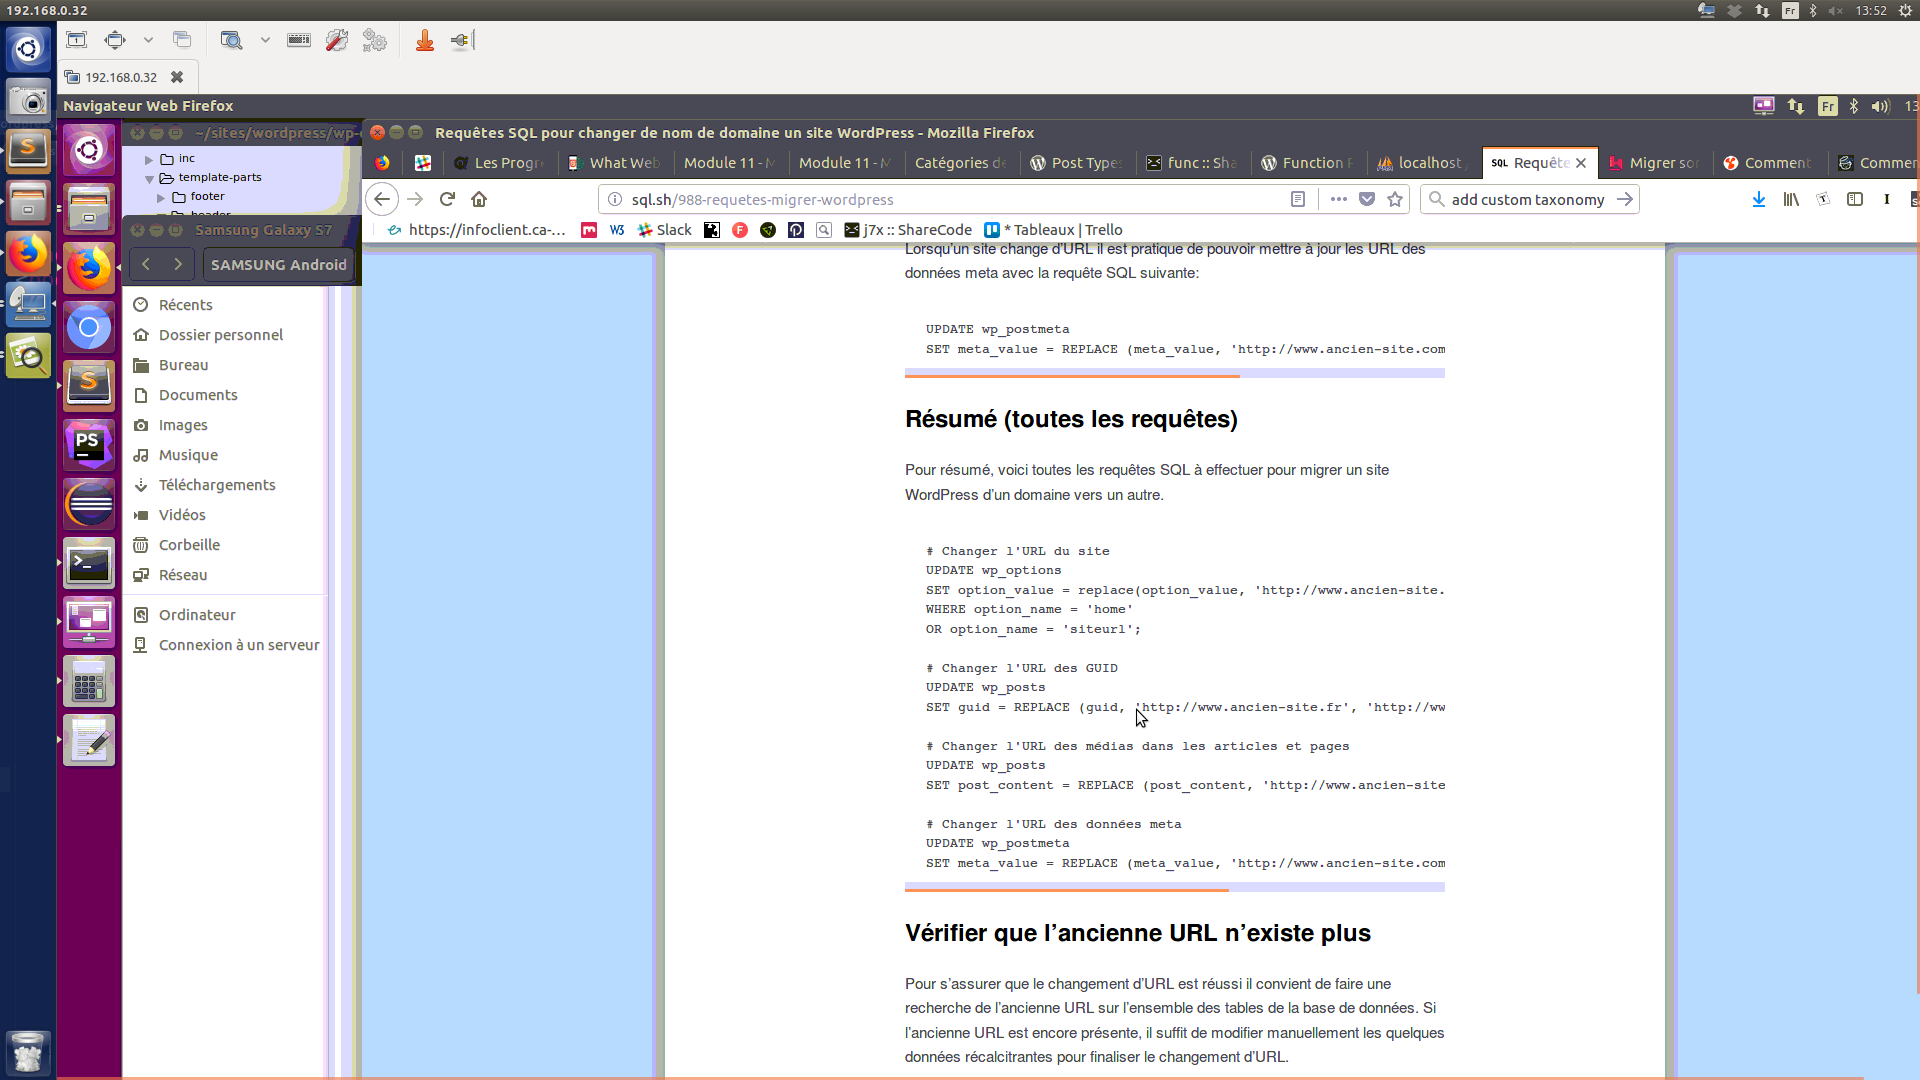 192.168.0.32
Fr
13:52
192.168.0.32
Navigateur Web Firefox
Fr
13
~/sites/wordpress/wp-
Requêtes SQL pour changer de nom de domaine un site WordPress - Mozilla Firefox
inc
template-parts
footer
header
Les Progr
What Web
Module 11 - M
Module 11 - M
Catégories de
Post Types
func :: Sha
Function R
localhost
SQL Requête
Migrer so
Comment
Commen
sql.sh/988-requetes-migrer-wordpress
add custom taxonomy
https://infoclient.ca-...
W3
Slack
j7x :: ShareCode
* Tableaux | Trello
Samsung Galaxy S7
SAMSUNG Android
Récents
Dossier personnel
Bureau
Documents
Images
Musique
Téléchargements
Vidéos
Corbeille
Réseau
Ordinateur
Connexion à un serveur
PS
Lorsqu'un site change d'URL il est pratique de pouvoir mettre à jour les URL des
données meta avec la requête SQL suivante:
UPDATE wp_postmeta
SET meta_value = REPLACE (meta_value, 'http://www.ancien-site.com
Résumé (toutes les requêtes)
Pour résumé, voici toutes les requêtes SQL à effectuer pour migrer un site
WordPress d'un domaine vers un autre.
# Changer l'URL du site
UPDATE wp_options
SET option_value = replace(option_value, 'http://www.ancien-site.
WHERE option_name = 'home'
OR option_name = 'siteurl';
# Changer l'URL des GUID
UPDATE wp_posts
SET guid = REPLACE (guid, 'http://www.ancien-site.fr', 'http://ww
# Changer l'URL des médias dans les articles et pages
UPDATE wp_posts
SET post_content = REPLACE (post_content, 'http://www.ancien-site
# Changer l'URL des données meta
UPDATE wp_postmeta
SET meta_value = REPLACE (meta_value, 'http://www.ancien-site.com
Vérifier que l'ancienne URL n'existe plus
Pour s'assurer que le changement d'URL est réussi il convient de faire une
recherche de l'ancienne URL sur l'ensemble des tables de la base de données. Si
l'ancienne URL est encore présente, il suffit de modifier manuellement les quelques
données récalcitrantes pour finaliser le changement d'URL.